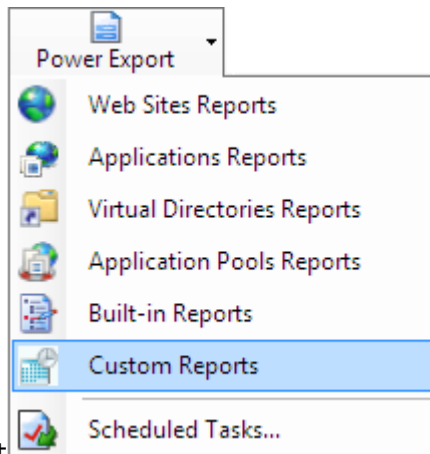 Power Export
Web Sites Reports
Applications Reports
Virtual Directories Reports
Application Pools Reports
Built-in Reports
Custom Reports
Scheduled Tasks...